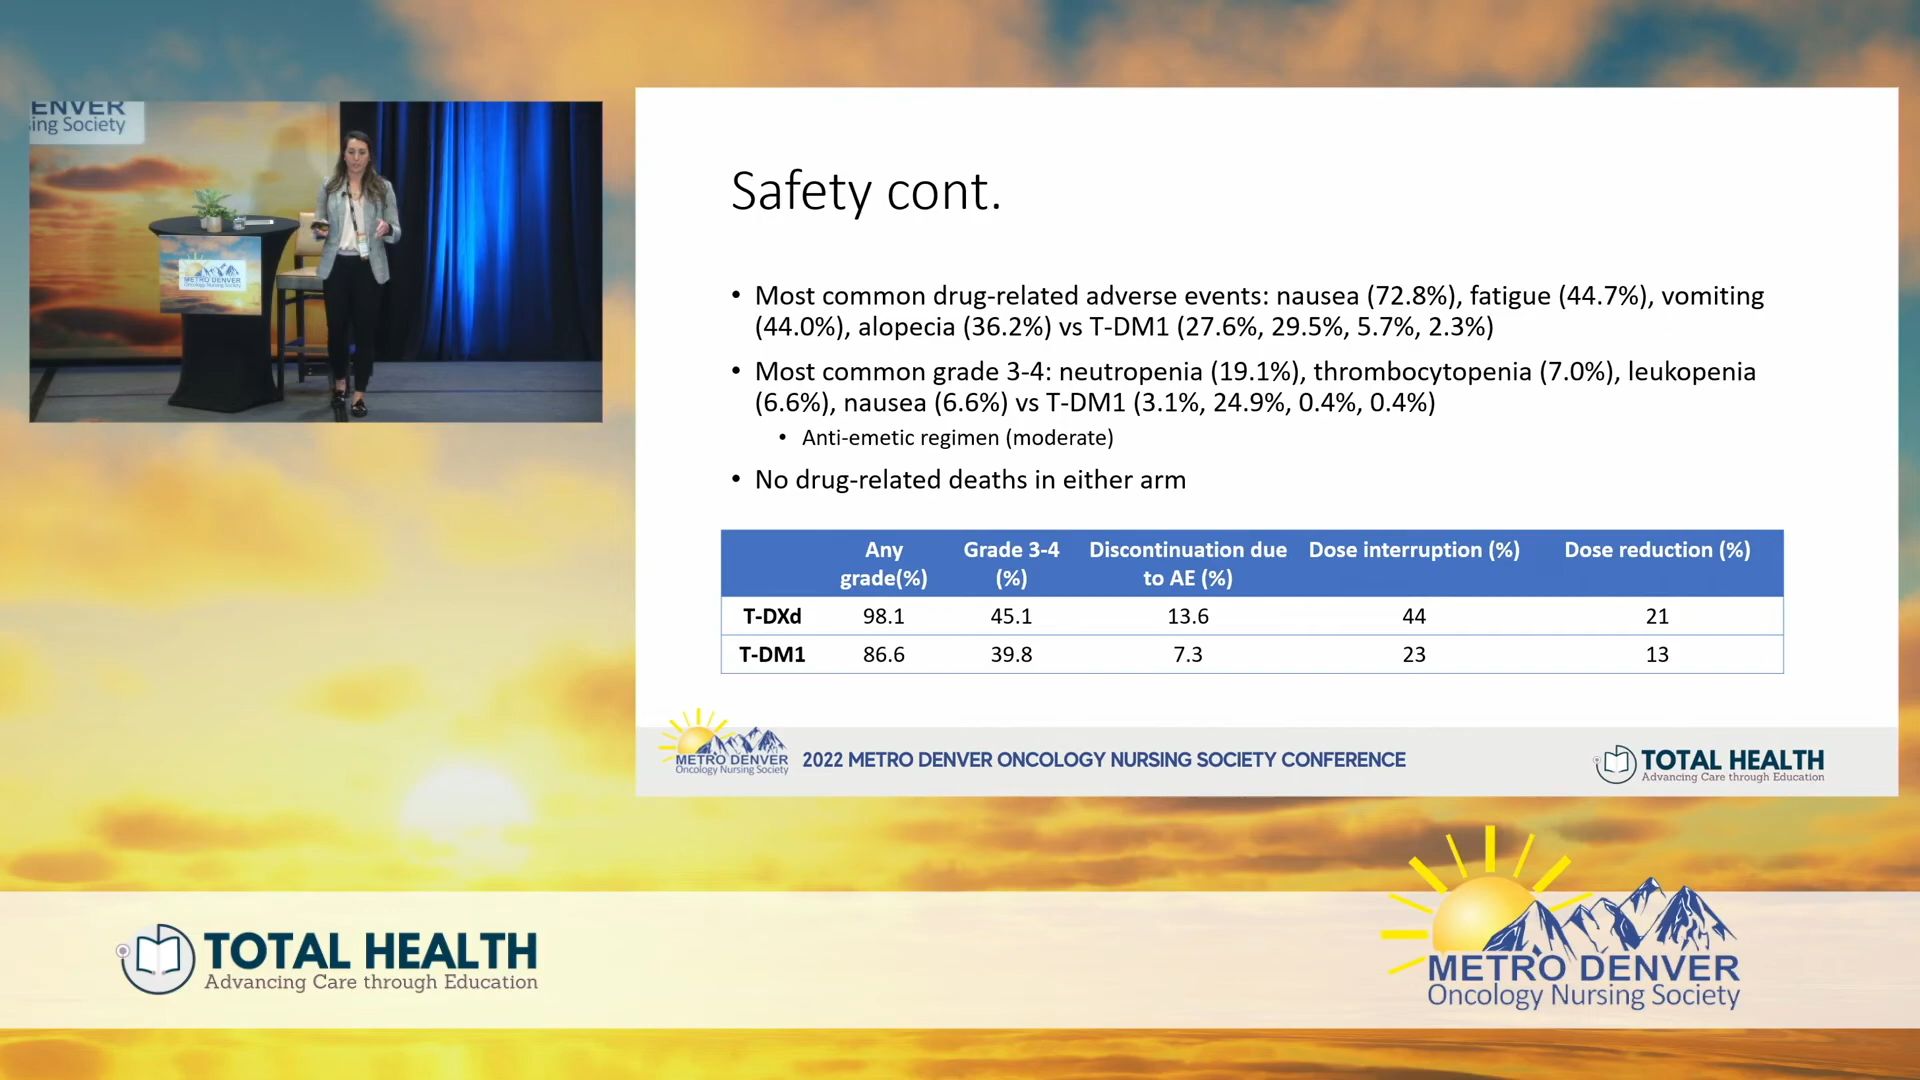 ENVER
ing Society
METRO DENVER
Oncology Nursing Society
Safety cont.
• Most common drug-related adverse events: nausea (72.8%), fatigue (44.7%), vomiting
(44.0%), alopecia (36.2%) vs T-DM1 (27.6%, 29.5%, 5.7%, 2.3%)
• Most common grade 3-4: neutropenia (19.1%), thrombocytopenia (7.0%), leukopenia
(6.6%), nausea (6.6%) vs T-DM1 (3.1%, 24.9%, 0.4%, 0.4%)
• Anti-emetic regimen (moderate)
• No drug-related deaths in either arm
Any grade(%) Grade 3-4 (%) Discontinuation due to AE (%) Dose interruption (%) Dose reduction (%)
T-DXd 98.1 45.1 13.6 44 21
T-DM1 86.6 39.8 7.3 23 13
METRO DENVER
Oncology Nursing Society
2022 METRO DENVER ONCOLOGY NURSING SOCIETY CONFERENCE
TOTAL HEALTH
Advancing Care through Education
TOTAL HEALTH
Advancing Care through Education
METRO DENVER
Oncology Nursing Society